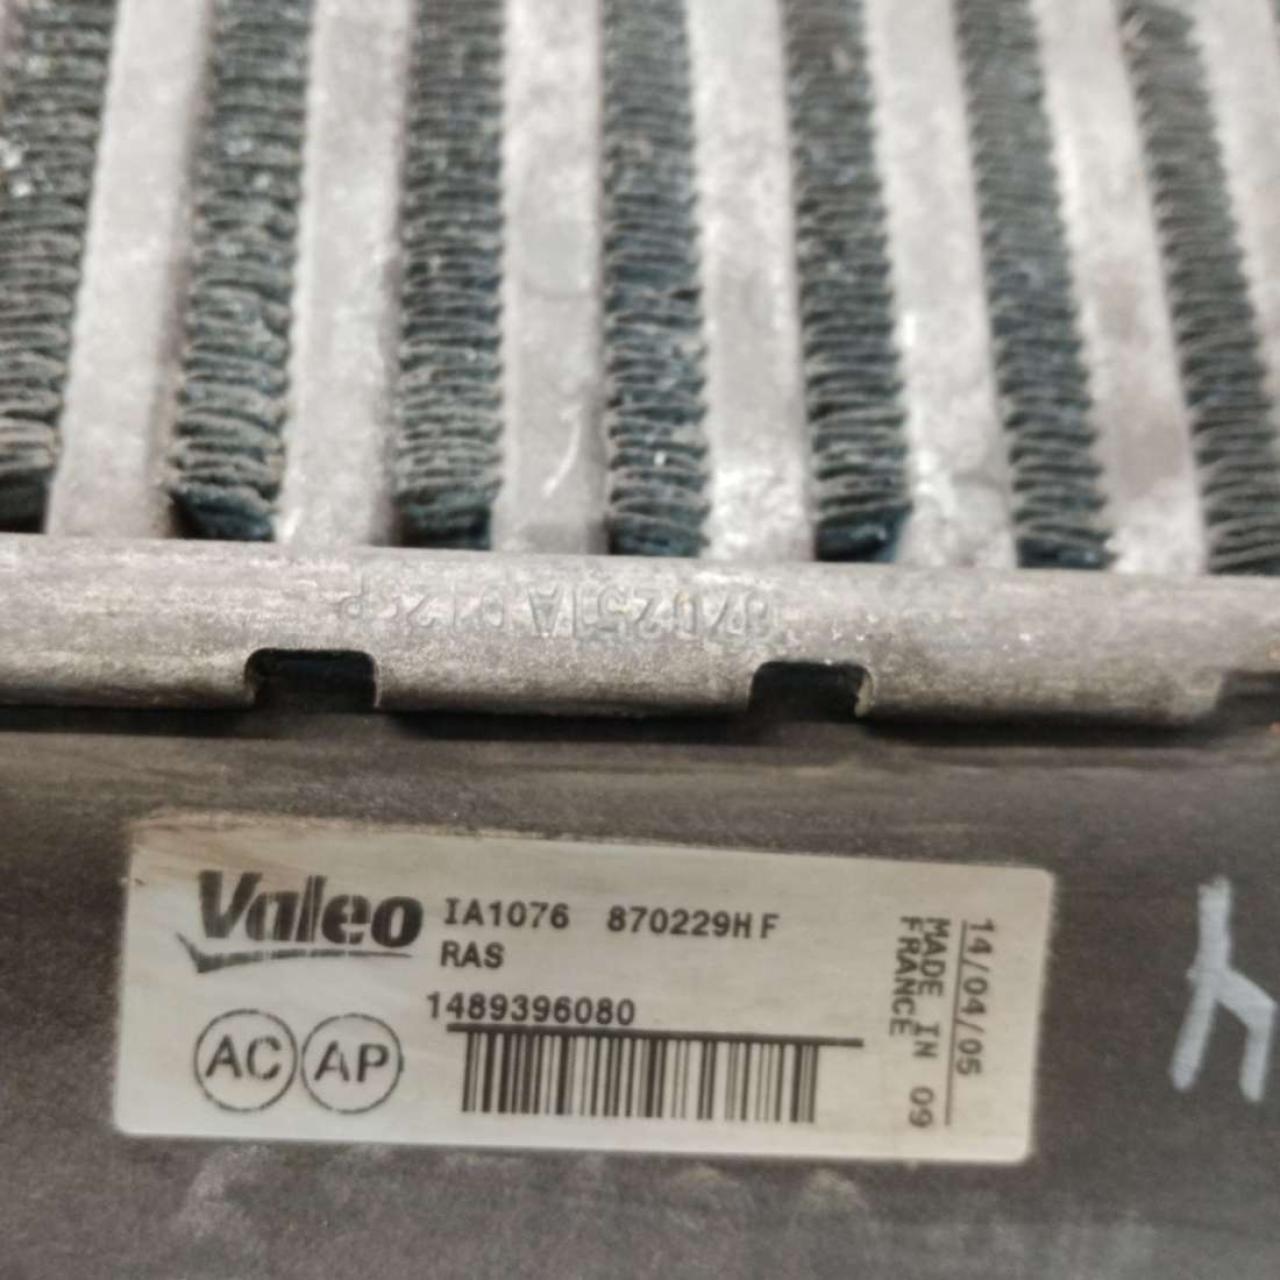 Valeo IA1076 870229HF
RAS
1489396080
AC AP
14/04/05
MADE IN 09
FRANCE